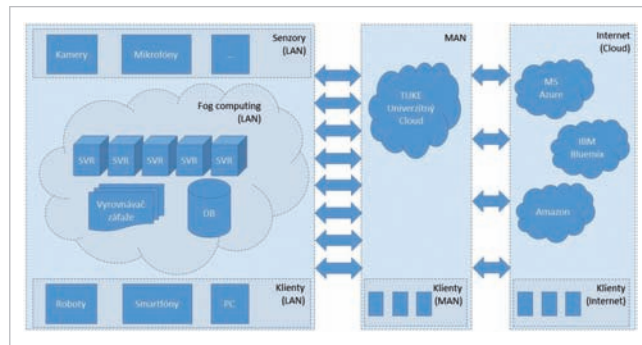 Senzory
(LAN)
Kamery
Mikrofóny
...
Fog computing
(LAN)
SVR
SVR
SVR
SVR
SVR
Vyrovnávač
záťaže
DB
Klienty
(LAN)
Roboty
Smartfóny
PC
MAN
TUKE
Univerzitný
Cloud
Klienty
(MAN)
Internet
(Cloud)
MS
Azure
IBM
Bluemix
Amazon
Klienty
(Internet)